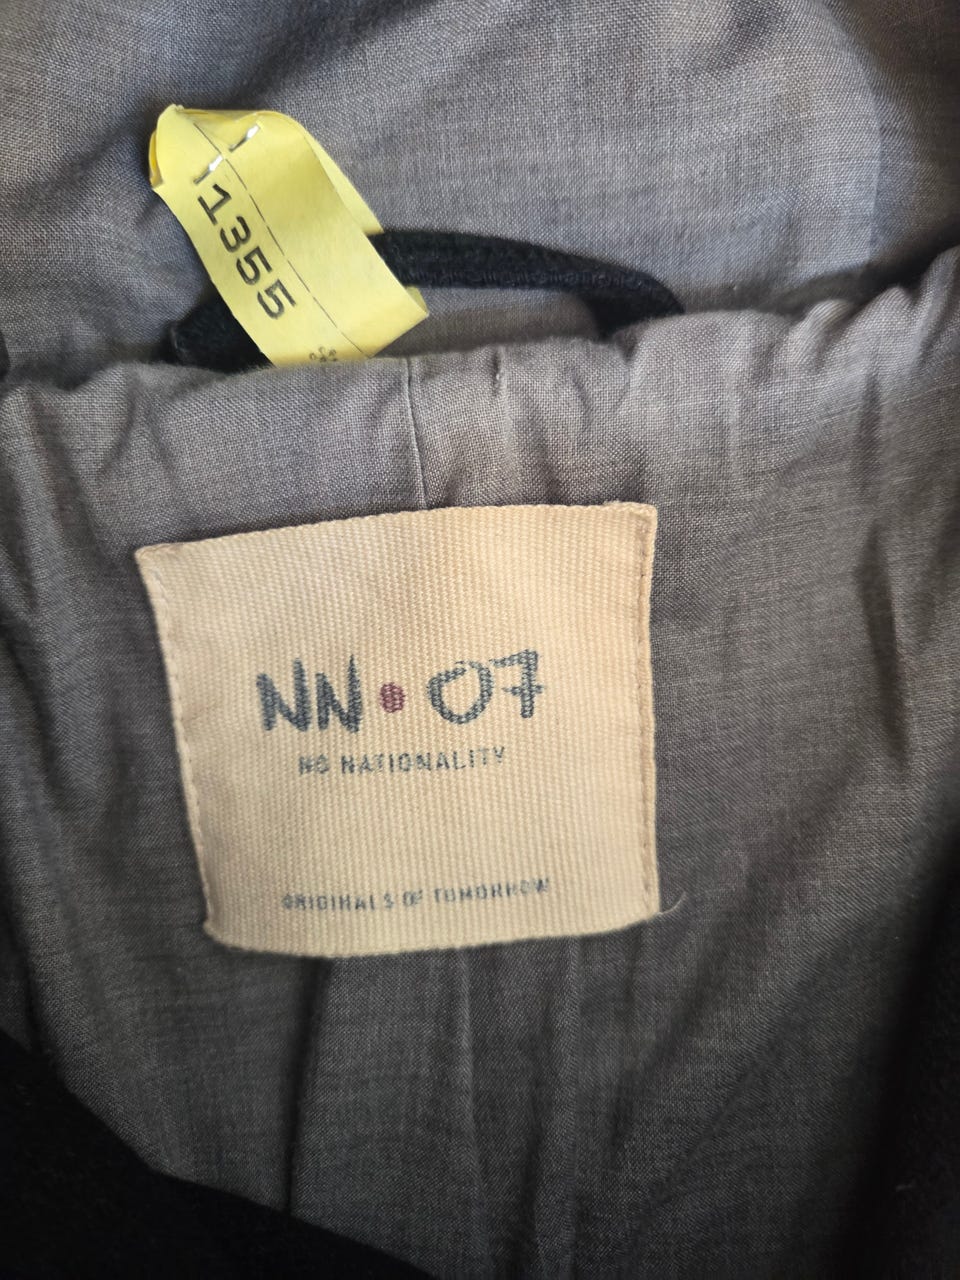 1355
NN • 07
NO NATIONALITY
ORIGINALS OF TOMORROW